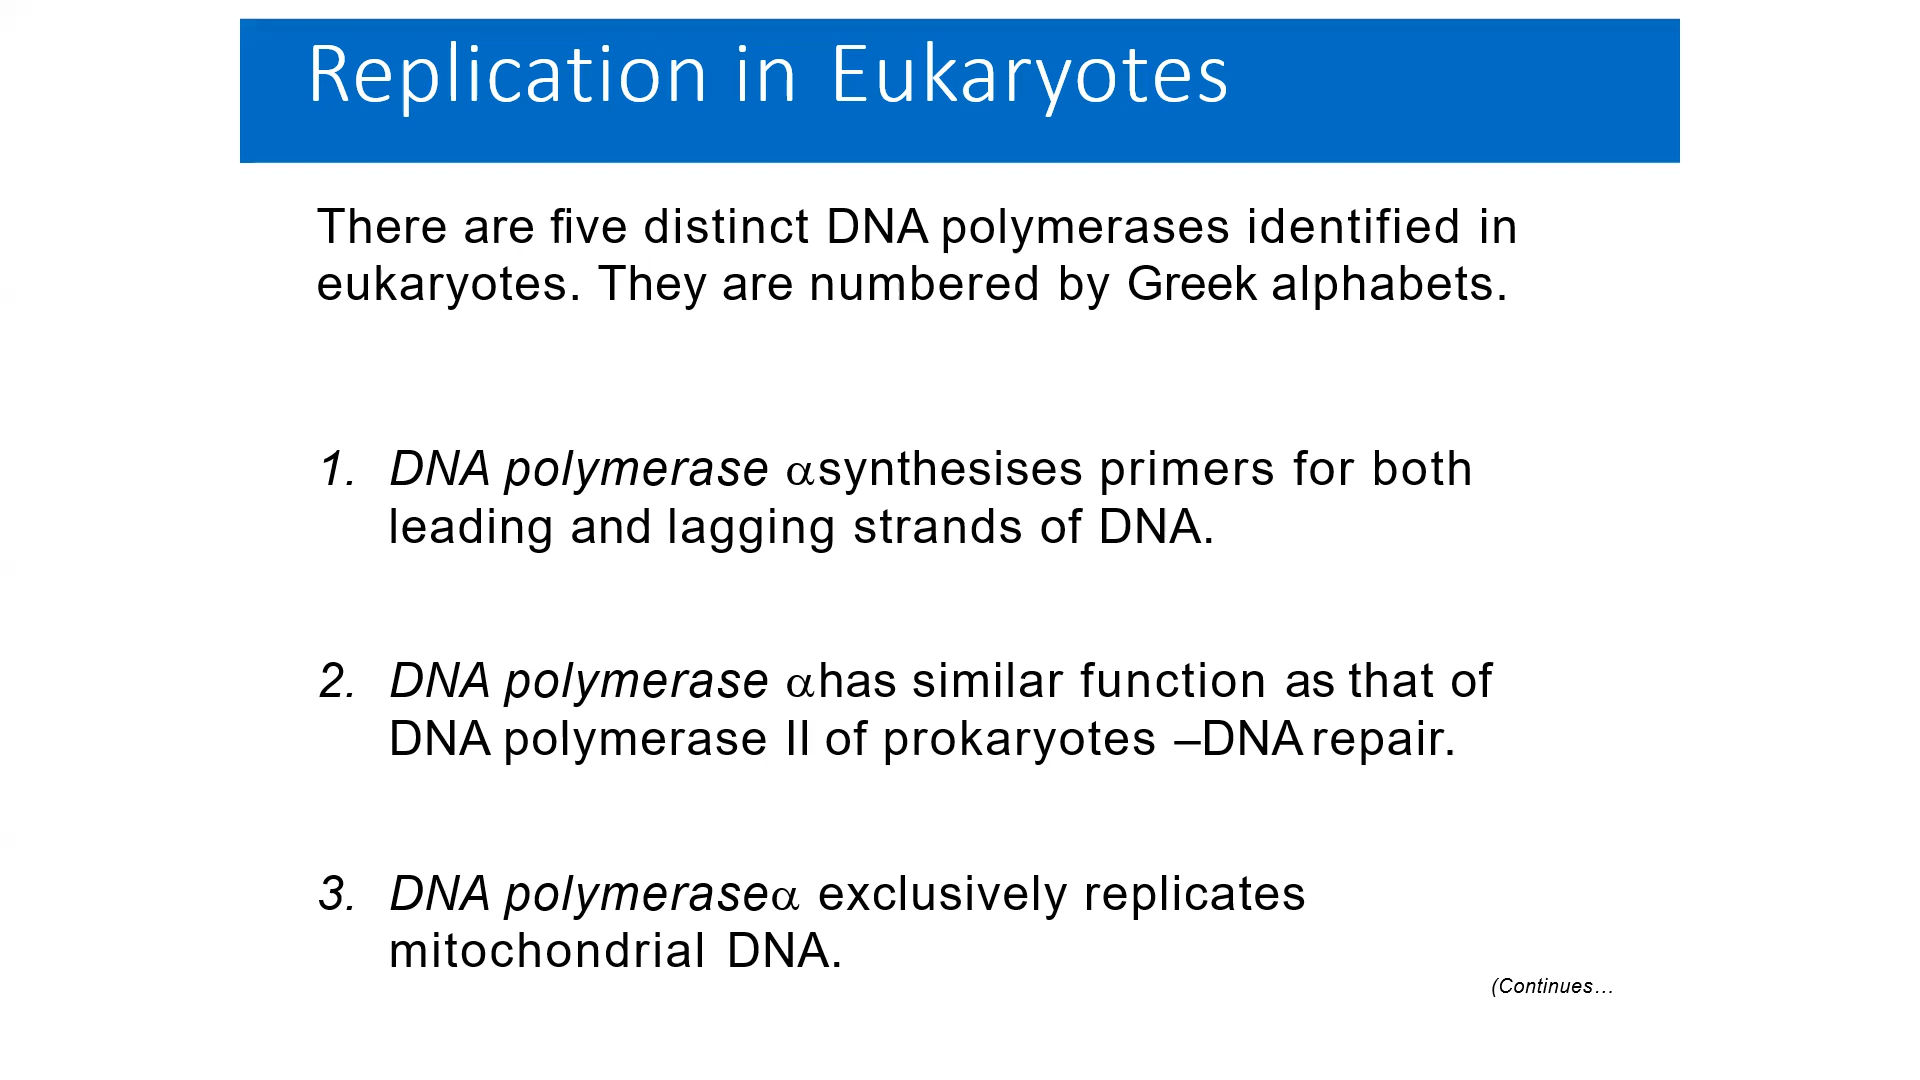 Replication in Eukaryotes
There are five distinct DNA polymerases identified in
eukaryotes. They are numbered by Greek alphabets.
1. DNA polymerase αsynthesises primers for both
leading and lagging strands of DNA.
2. DNA polymerase αhas similar function as that of
DNA polymerase II of prokaryotes –DNA repair.
3. DNA polymeraseα exclusively replicates
mitochondrial DNA.
(Continues…